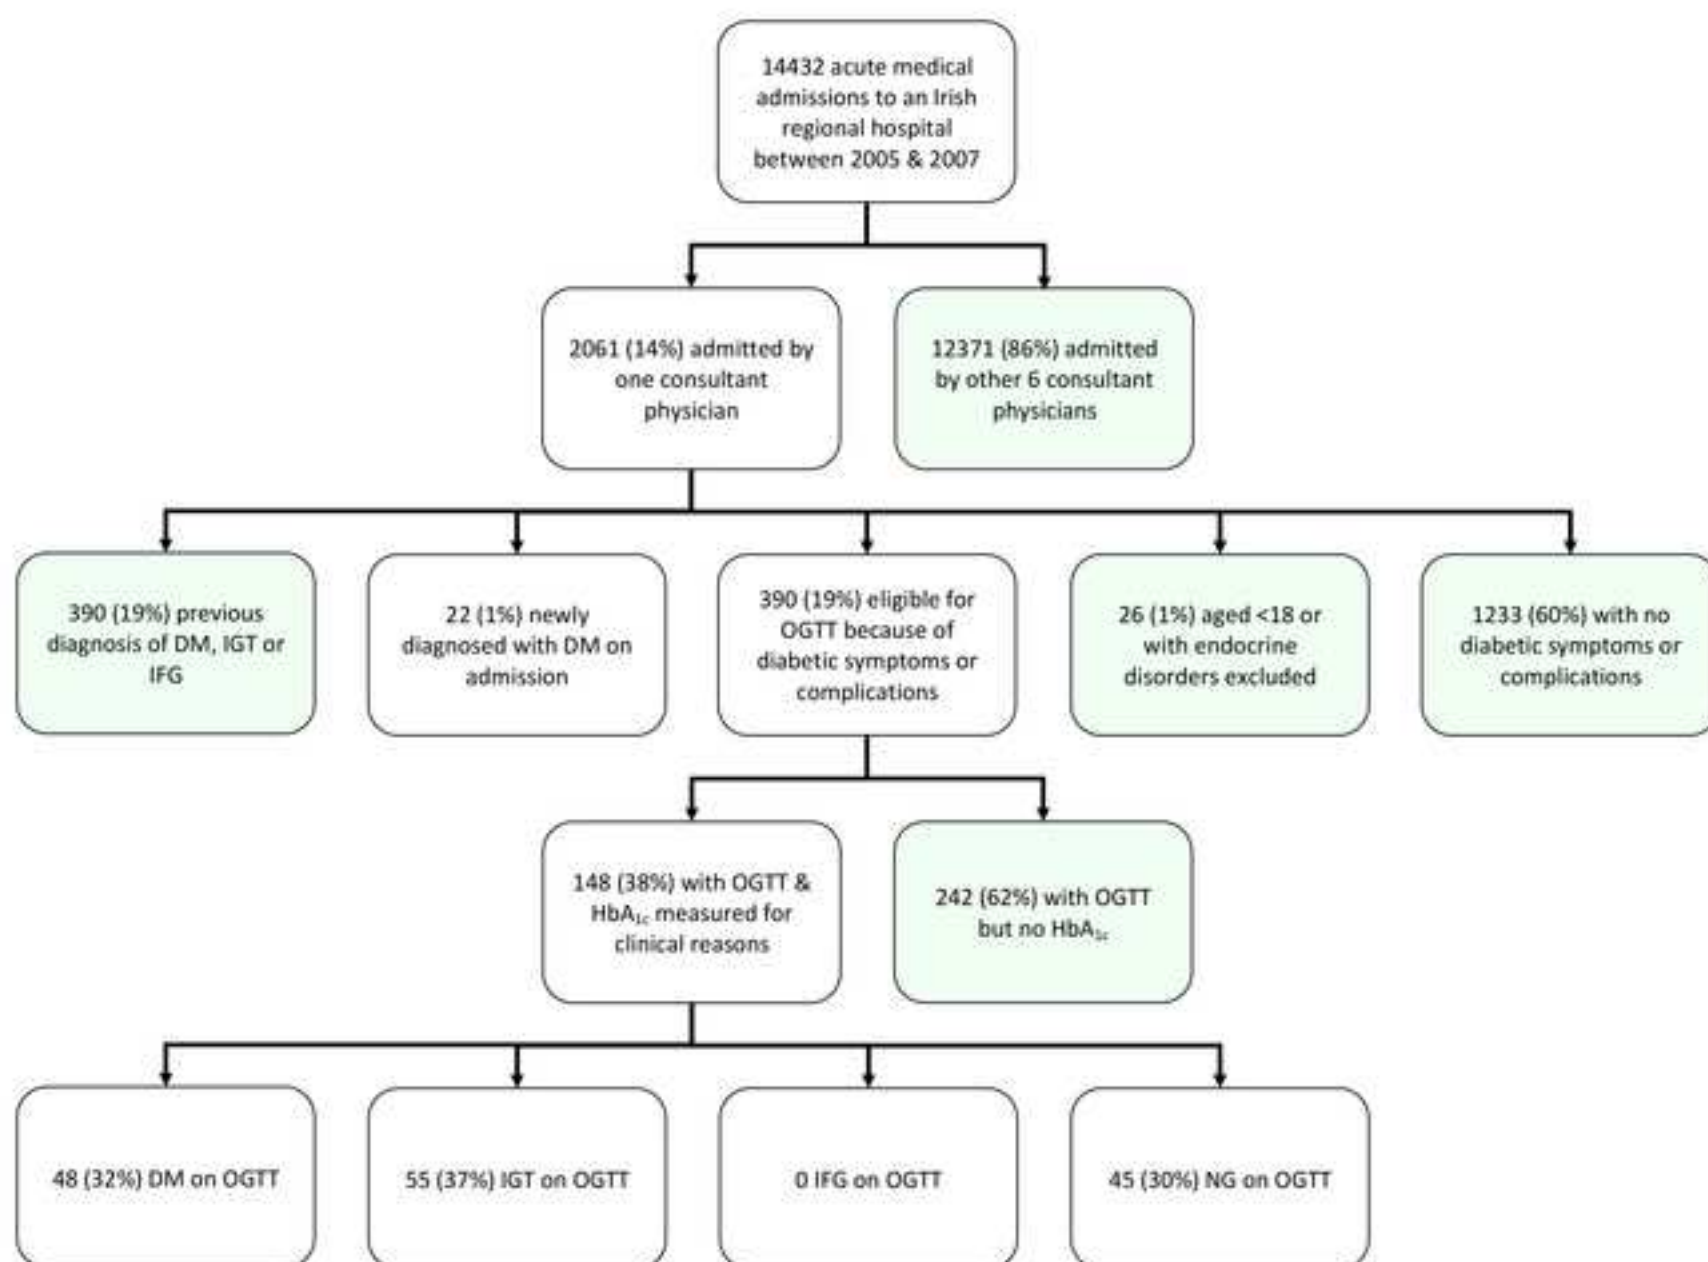 14432 acute medical
admissions to an Irish
regional hospital
between 2005 & 2007
2061 (14%) admitted by
one consultant
physician
12371 (86%) admitted
by other 6 consultant
physicians
390 (19%) previous
diagnosis of DM, IGT or
IFG
22 (1%) newly
diagnosed with DM on
admission
390 (19%) eligible for
OGTT because of
diabetic symptoms or
complications
26 (1%) aged <18 or
with endocrine
disorders excluded
1233 (60%) with no
diabetic symptoms or
complications
148 (38%) with OGTT &
HbA1c measured for
clinical reasons
242 (62%) with OGTT
but no HbA1c
48 (32%) DM on OGTT
55 (37%) IGT on OGTT
0 IFG on OGTT
45 (30%) NG on OGTT